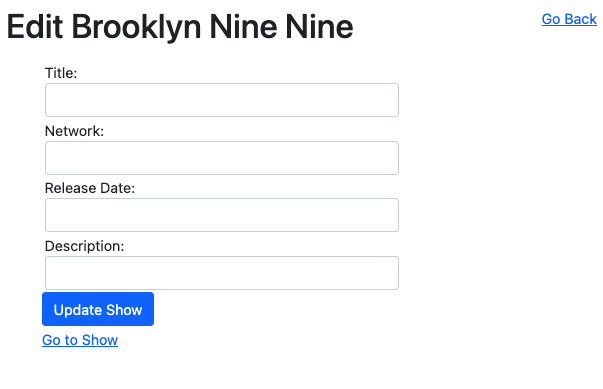 Edit Brooklyn Nine Nine
Go Back
Title:
Network:
Release Date:
Description:
Update Show
Go to Show